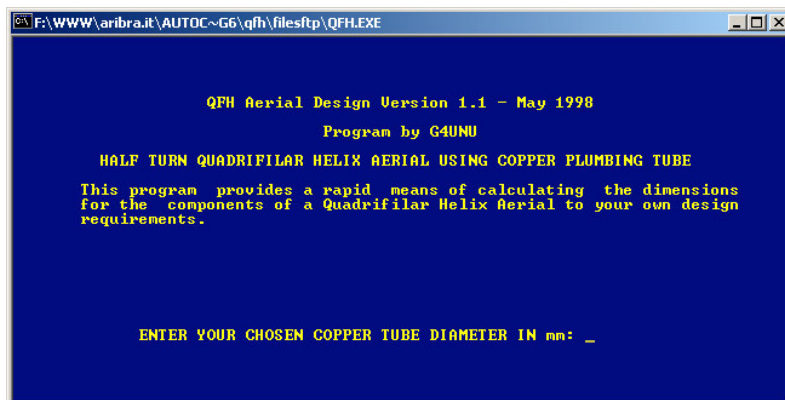 F:\WWW\aribra.it\AUTOC~G6\qfh\filesftp\QFH.EXE
QFH Aerial Design Version 1.1 - May 1998
Program by G4UNU
HALF TURN QUADRIFILAR HELIX AERIAL USING COPPER PLUMBING TUBE
This program provides a rapid means of calculating the dimensions
for the components of a Quadrifilar Helix Aerial to your own design
requirements.
ENTER YOUR CHOSEN COPPER TUBE DIAMETER IN mm: _